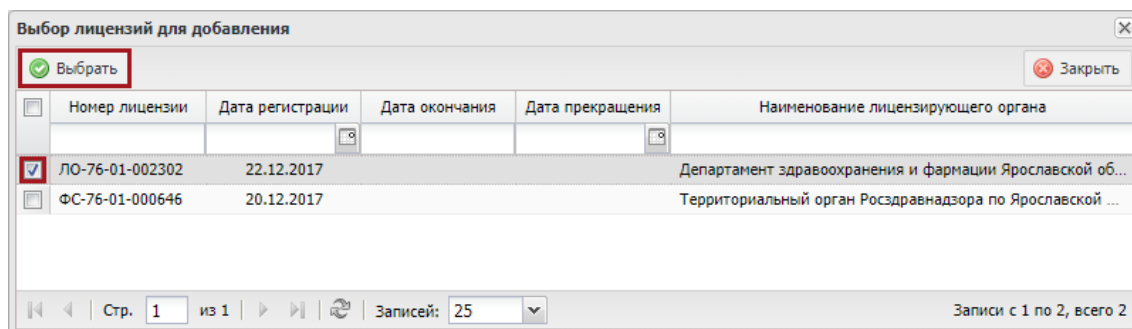 Выбор лицензий для добавления
Выбрать Закрыть
Номер лицензии Дата регистрации Дата окончания Дата прекращения Наименование лицензирующего органа
ЛО-76-01-002302 22.12.2017 Департамент здравоохранения и фармации Ярославской об...
ФС-76-01-000646 20.12.2017 Территориальный орган Росздравнадзора по Ярославской ...
Стр. 1 из 1 Записей: 25 Записи с 1 по 2, всего 2